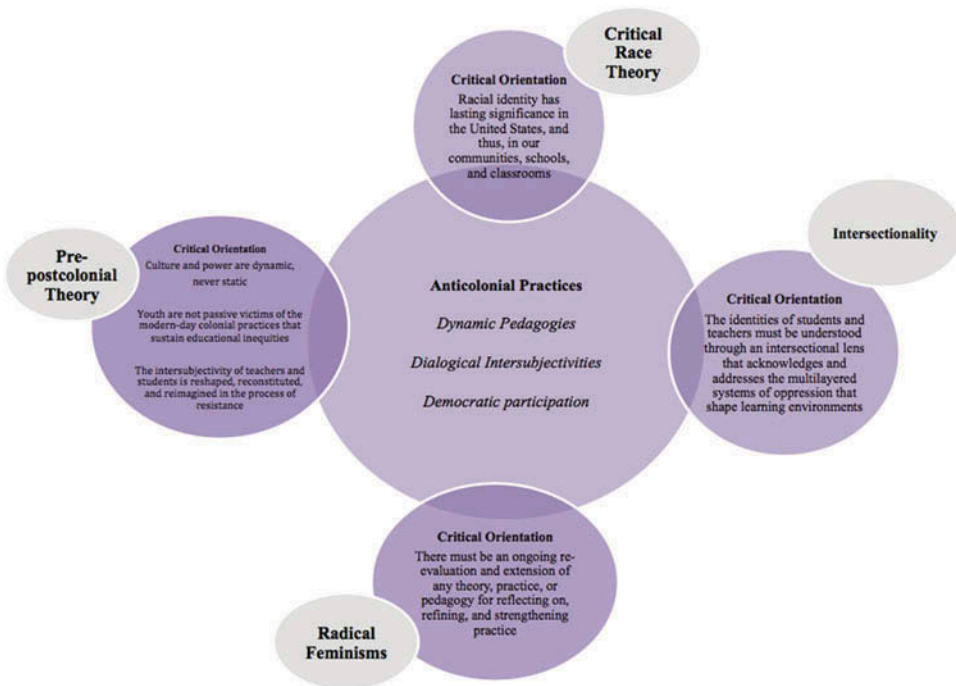 Critical
Race
Theory
Critical Orientation
Racial identity has
lasting significance in
the United States, and
thus, in our
communities, schools,
and classrooms
Pre-
postcolonial
Theory
Critical Orientation
Culture and power are dynamic,
never static
Youth are not passive victims of the
modern-day colonial practices that
sustain educational inequities
The intersubjectivity of teachers and
students is reshaped, reconstituted,
and reimagined in the process of
resistance
Anticolonial Practices
Dynamic Pedagogies
Dialogical Intersubjectivities
Democratic participation
Intersectionality
Critical Orientation
The identities of students and
teachers must be understood
through an intersectional lens
that acknowledges and
addresses the multilayered
systems of oppression that
shape learning environments
Critical Orientation
There must be an ongoing re-
evaluation and extension of
any theory, practice, or
pedagogy for reflecting on,
refining, and strengthening
practice
Radical
Feminisms